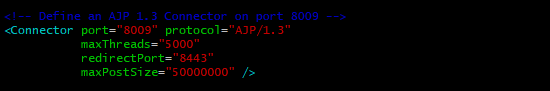 <!-- Define an AJP 1.3 Connector on port 8009 -->
<Connector port="8009" protocol="AJP/1.3"
maxThreads="5000"
redirectPort="8443"
maxPostSize="50000000" />